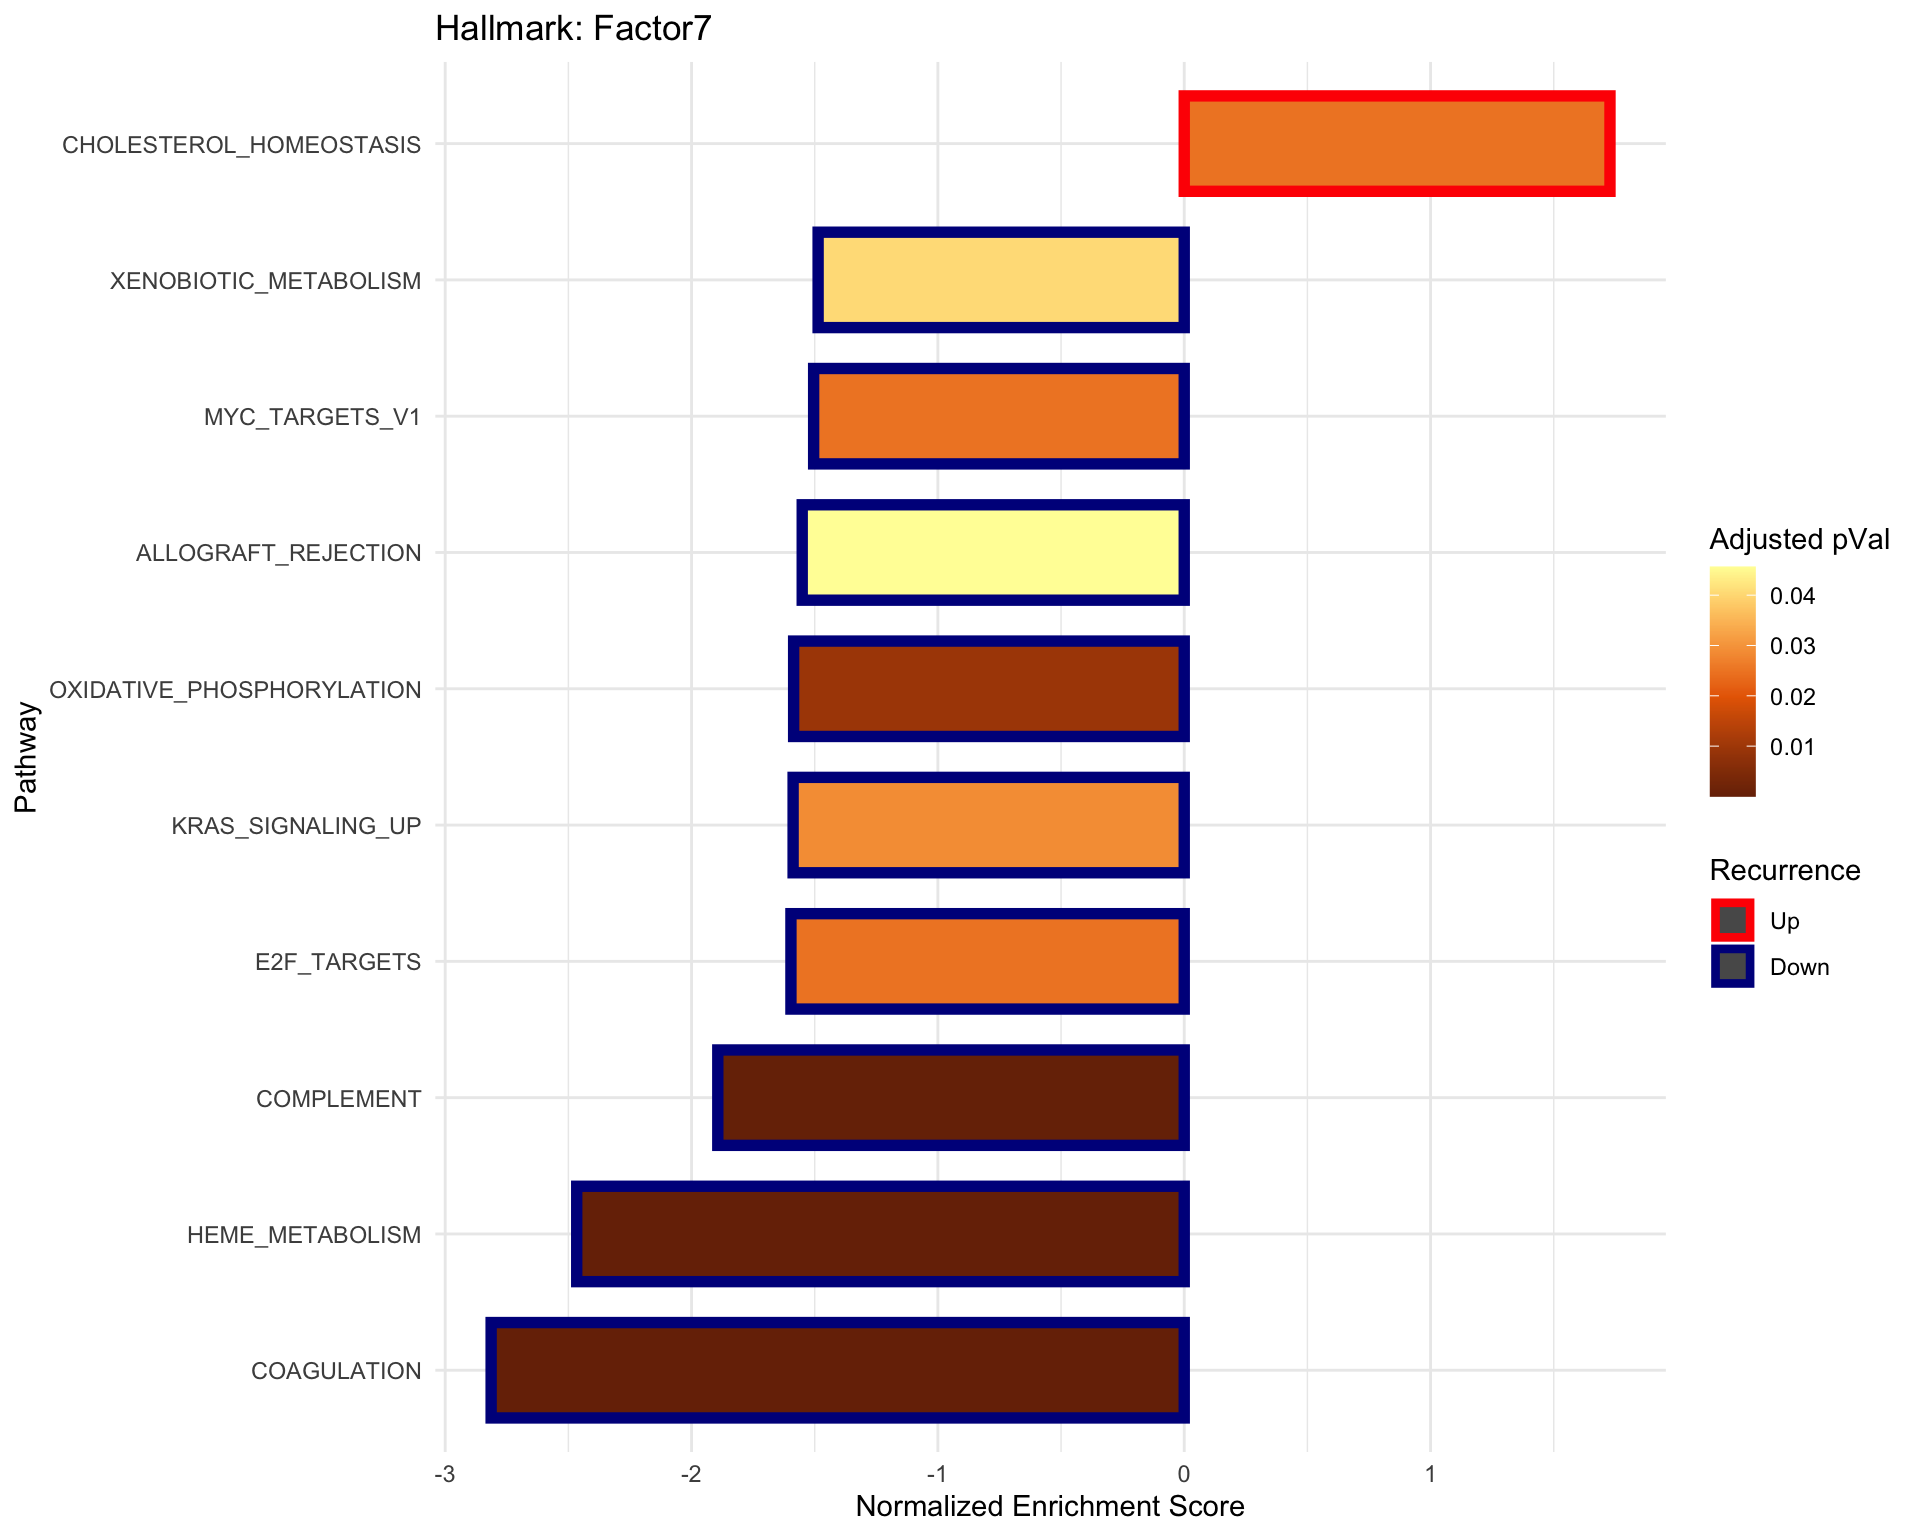 Hallmark: Factor7
CHOLESTEROL_HOMEOSTASIS
XENOBIOTIC_METABOLISM
MYC_TARGETS_V1
ALLOGRAFT_REJECTION
OXIDATIVE_PHOSPHORYLATION
KRAS_SIGNALING_UP
E2F_TARGETS
COMPLEMENT
HEME_METABOLISM
COAGULATION
Pathway
-3 -2 -1 0 1
Normalized Enrichment Score
Adjusted pVal
0.04
0.03
0.02
0.01
Recurrence
Up
Down